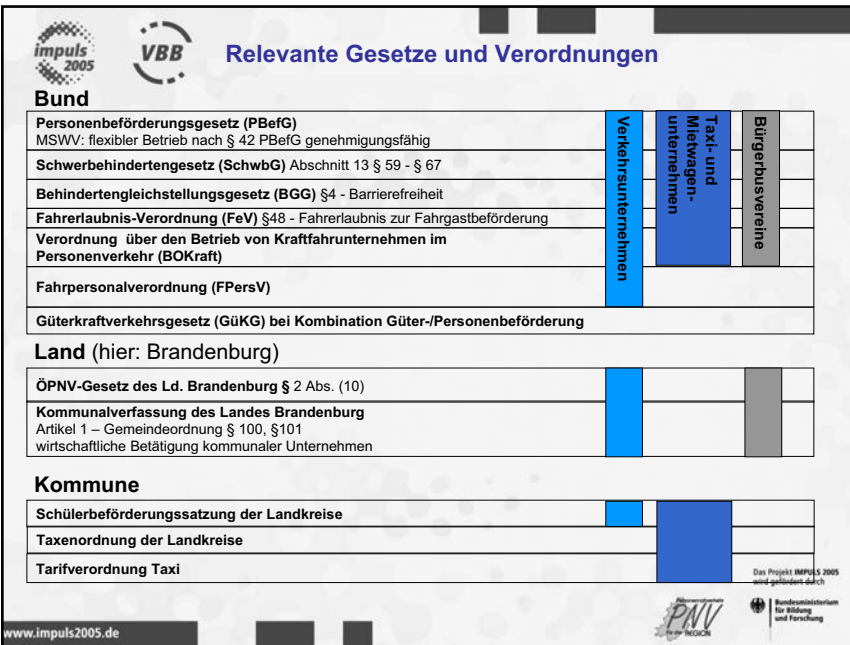 impuls
2005
VBB
Relevante Gesetze und Verordnungen
Bund
Personenbeförderungsgesetz (PBefG)
MSWV: flexibler Betrieb nach § 42 PBefG genehmigungsfähig
Schwerbehindertengesetz (SchwbG) Abschnitt 13 § 59 - § 67
Behindertengleichstellungsgesetz (BGG) §4 - Barrierefreiheit
Fahrerlaubnis-Verordnung (FeV) §48 - Fahrerlaubnis zur Fahrgastbeförderung
Verordnung über den Betrieb von Kraftfahrunternehmen im
Personenverkehr (BOKraft)
Fahrpersonalverordnung (FPersV)
Güterkraftverkehrsgesetz (GüKG) bei Kombination Güter-/Personenbeförderung
Verkehrsunternehmen
Taxi- und
Mietwagen-
unternehmen
Bürgerbusvereine
Land (hier: Brandenburg)
ÖPNV-Gesetz des Ld. Brandenburg § 2 Abs. (10)
Kommunalverfassung des Landes Brandenburg
Artikel 1 – Gemeindeordnung § 100, §101
wirtschaftliche Betätigung kommunaler Unternehmen
Kommune
Schülerbeförderungssatzung der Landkreise
Taxenordnung der Landkreise
Tarifverordnung Taxi
Das Projekt IMPULS 2005
wird gefördert durch
PNV
für die REGION
Bundesministerium
für Bildung
und Forschung
www.impuls2005.de